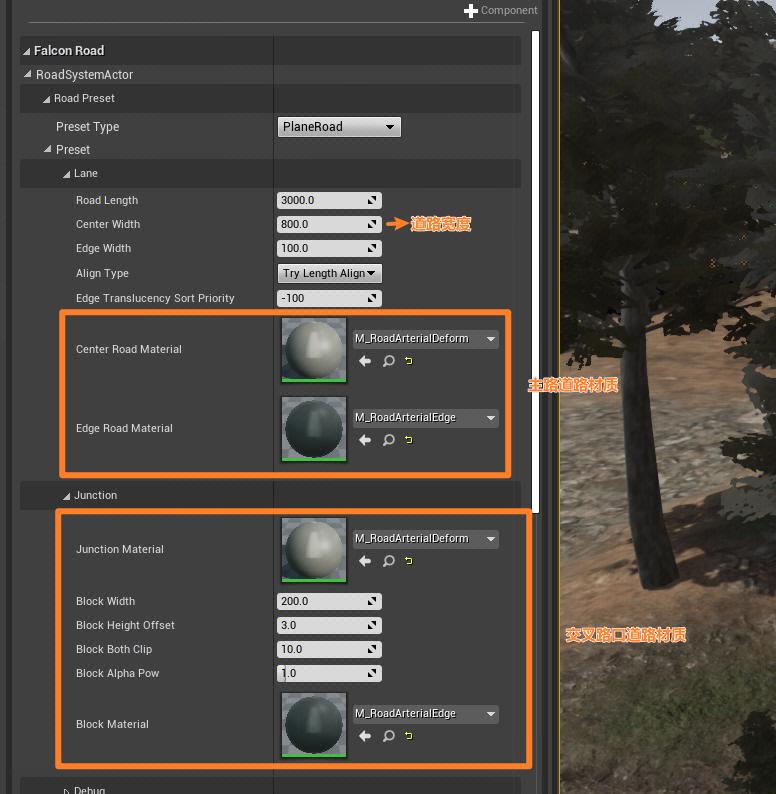 Component
Falcon Road
RoadSystemActor
Road Preset
Preset Type PlaneRoad
Preset
Lane
Road Length 3000.0
Center Width 800.0 道路宽度
Edge Width 100.0
Align Type Try Length Align
Edge Translucency Sort Priority -100
Center Road Material M_RoadArterialDeform
主路道路材质
Edge Road Material M_RoadArterialEdge
Junction
Junction Material M_RoadArterialDeform
Block Width 200.0
Block Height Offset 3.0
交叉路口道路材质
Block Both Clip 10.0
Block Alpha Pow 1.0
Block Material M_RoadArterialEdge
Debug